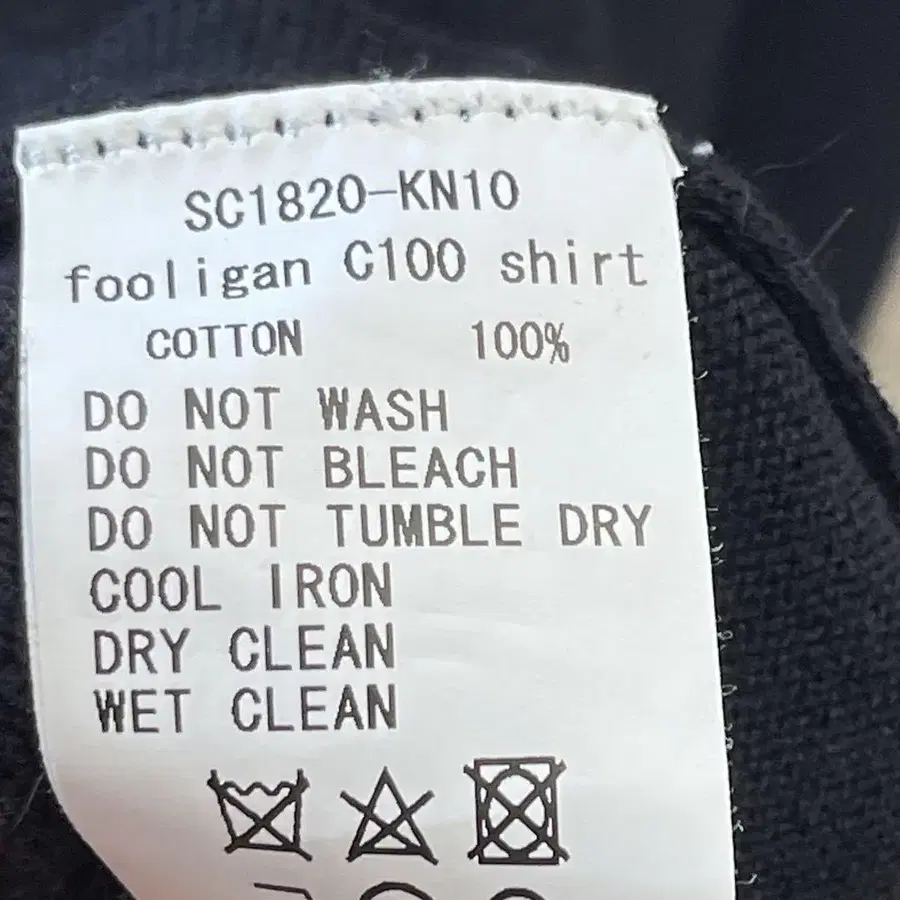 SC1820-KN10
fooligan C100 shirt
COTTON 100%
DO NOT WASH
DO NOT BLEACH
DO NOT TUMBLE DRY
COOL IRON
DRY CLEAN
WET CLEAN